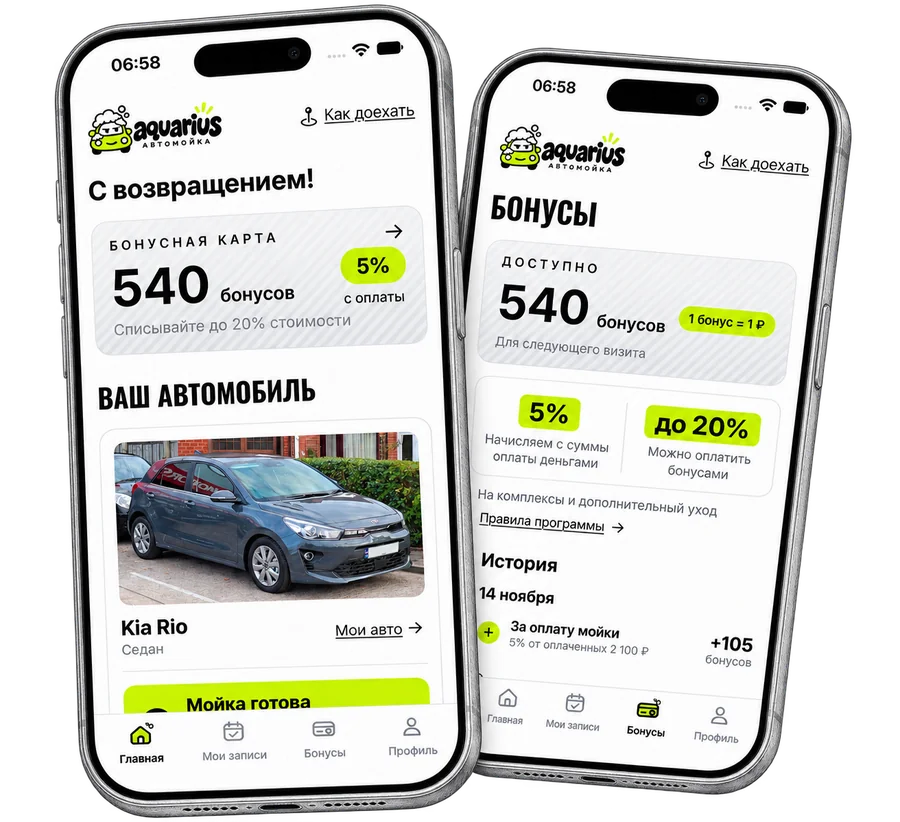 06:58
aquarius
АВТОМОЙКА
Как доехать
С возвращением!
БОНУСНАЯ КАРТА
540 бонусов
5%
с оплаты
Списывайте до 20% стоимости
ВАШ АВТОМОБИЛЬ
Kia Rio
Седан
Мои авто
Мойка готова
Главная
Мои записи
Бонусы
Профиль
06:58
aquarius
АВТОМОЙКА
Как доехать
БОНУСЫ
ДОСТУПНО
540 бонусов
1 бонус = 1 ₽
Для следующего визита
5%
Начисляем с суммы
оплаты деньгами
до 20%
Можно оплатить
бонусами
На комплексы и дополнительный уход
Правила программы
История
14 ноября
За оплату мойки
5% от оплаченных 2 100 ₽
+105
бонусов
Главная
Мои записи
Бонусы
Профиль